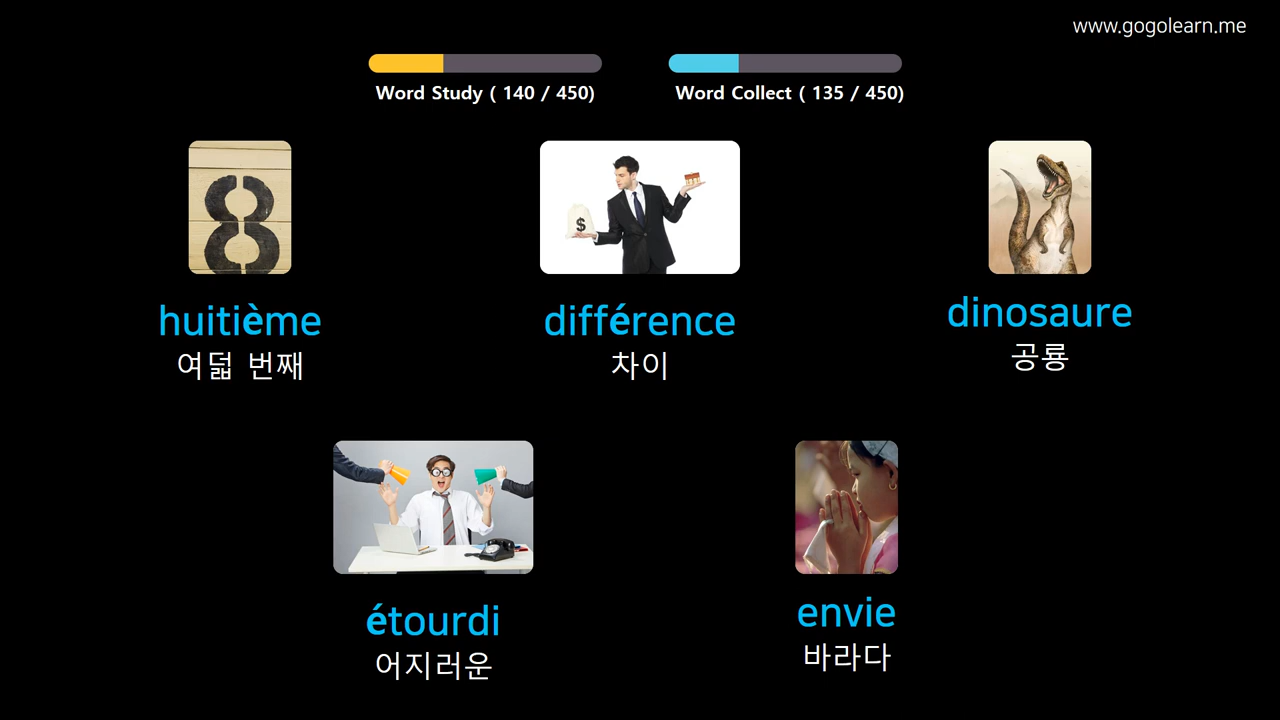 www.gogolearn.me
Word Study ( 140 / 450)
Word Collect ( 135 / 450)
8
huitième
여덟 번째
$
différence
차이
dinosaure
공룡
étourdi
어지러운
envie
바라다